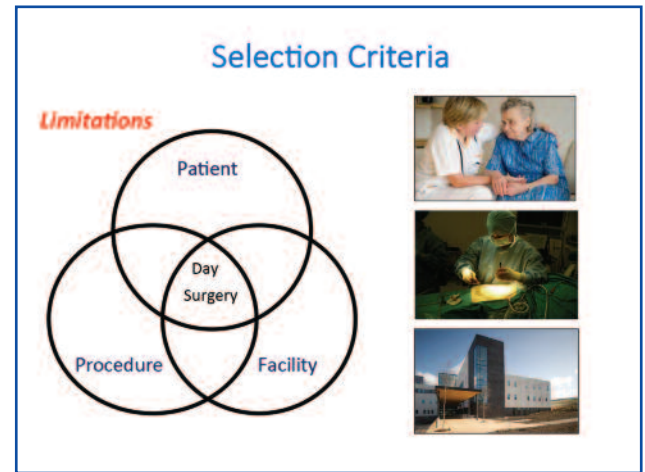 Selection Criteria
Limitations
Patient
Day
Surgery
Procedure
Facility